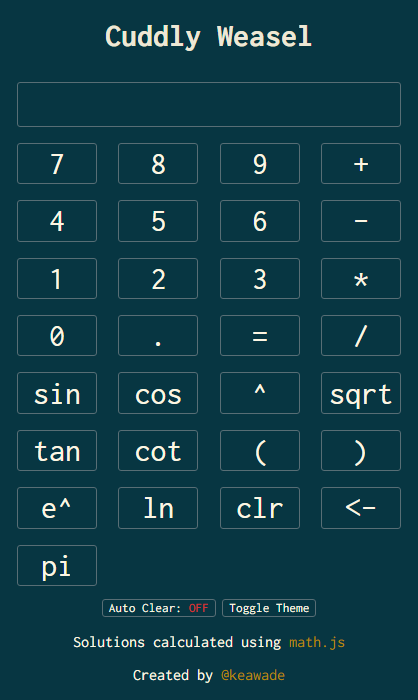 Cuddly Weasel
7 8 9 +
4 5 6 -
1 2 3 *
0 . = /
sin cos ^ sqrt
tan cot ( )
e^ ln clr <-
pi
Auto Clear: OFF Toggle Theme
Solutions calculated using math.js
Created by @keawade